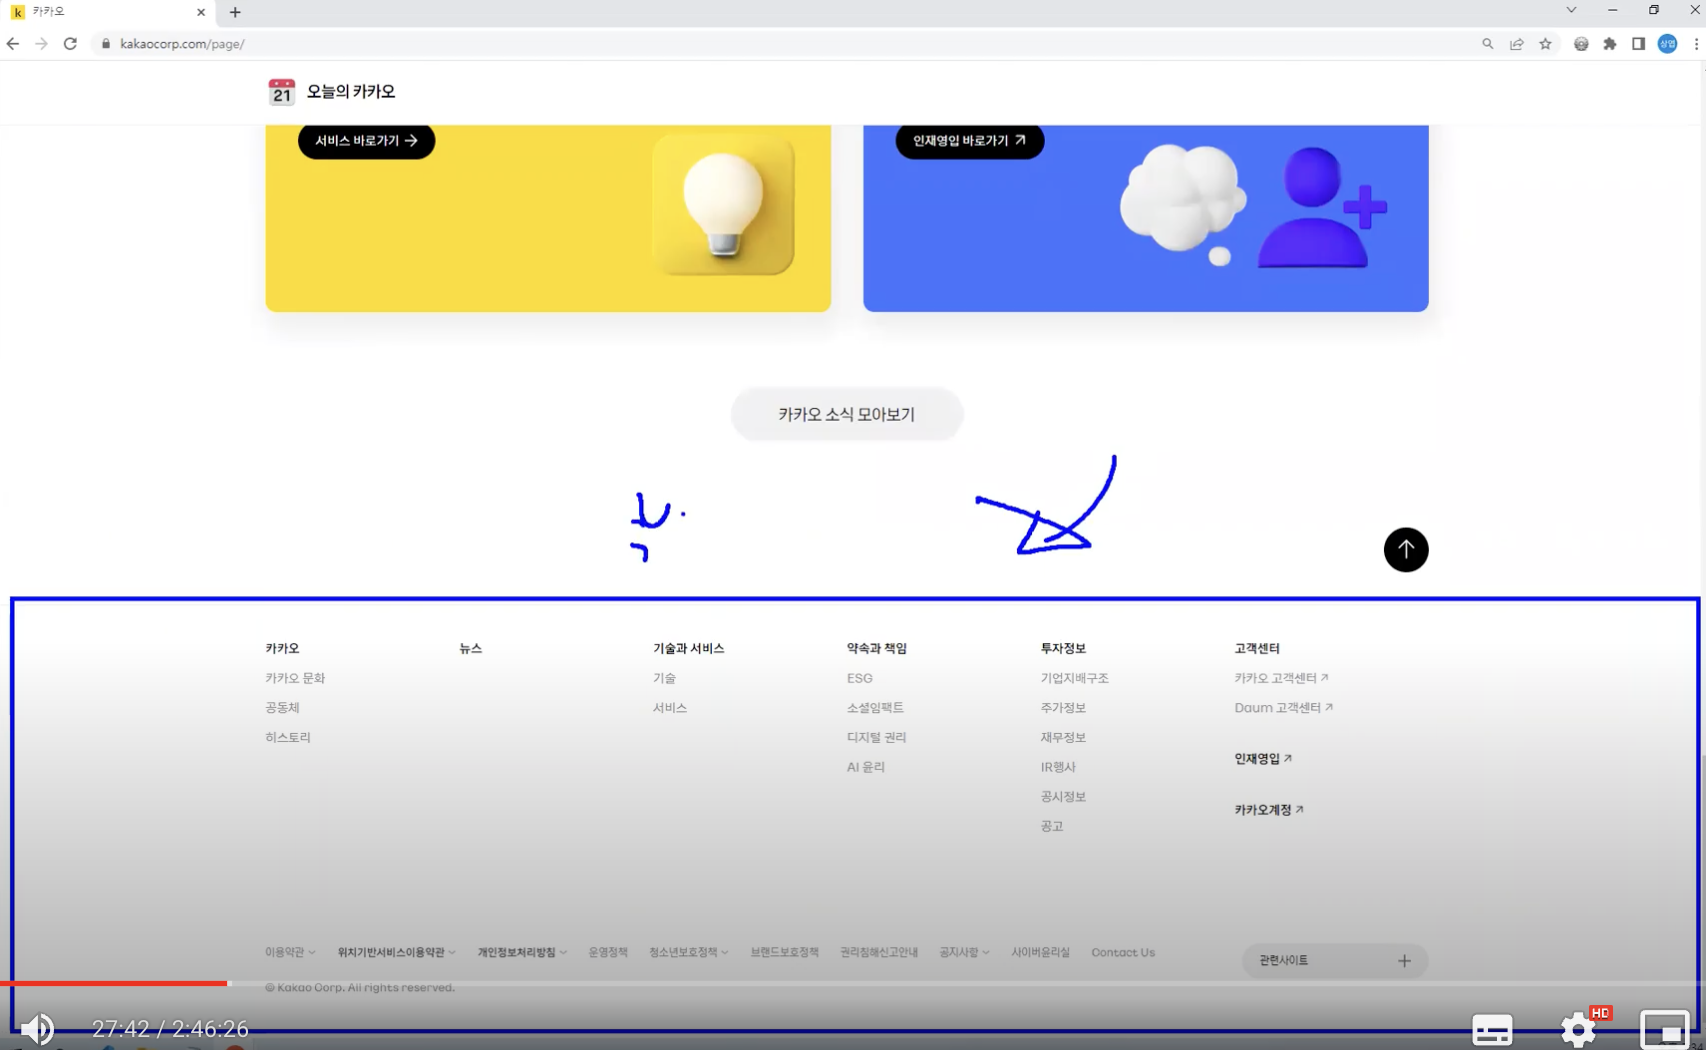 k 카카오
kakaocorp.com/page/
상엽
21 오늘의 카카오
서비스 바로가기 →
인재영입 바로가기 ↗
카카오 소식 모아보기
카카오
카카오 문화
공동체
히스토리
뉴스
기술과 서비스
기술
서비스
약속과 책임
ESG
소셜임팩트
디지털 권리
AI 윤리
투자정보
기업지배구조
주가정보
재무정보
IR행사
공시정보
공고
고객센터
카카오 고객센터 ↗
Daum 고객센터 ↗
인재영입 ↗
카카오계정 ↗
이용약관 위치기반서비스이용약관 개인정보처리방침 운영정책 청소년보호정책 브랜드보호정책 권리침해신고안내 공지사항 사이버윤리실 Contact Us
관련사이트 +
© Kakao Corp. All rights reserved.
27:42 / 2:46:26
HD